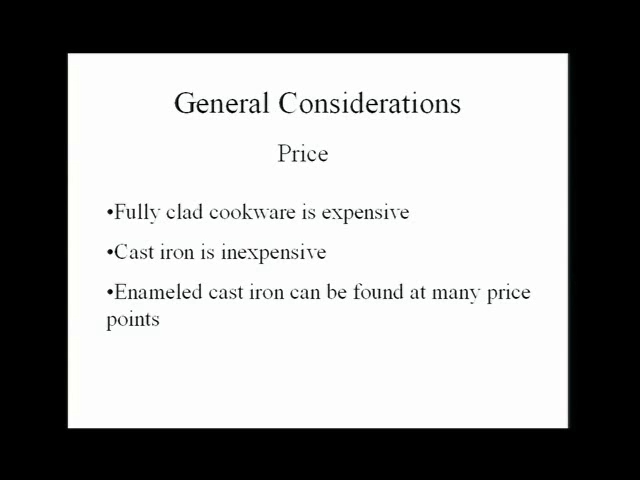 General Considerations
Price
•Fully clad cookware is expensive
•Cast iron is inexpensive
•Enameled cast iron can be found at many price
points